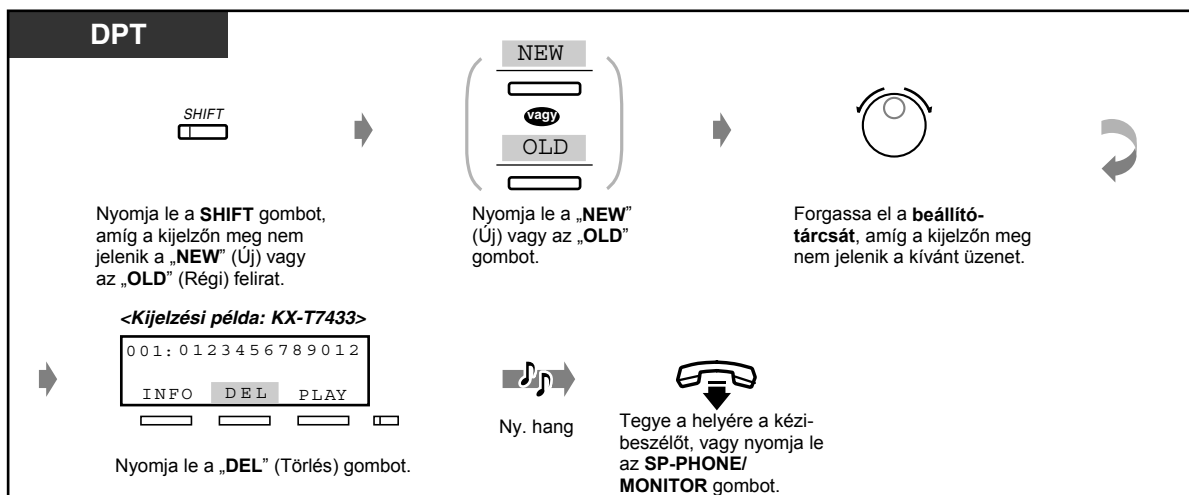 DPT
SHIFT
Nyomja le a SHIFT gombot,
amíg a kijelzőn meg nem
jelenik a „NEW” (Új) vagy
az „OLD” (Régi) felirat.
NEW
vagy
OLD
Nyomja le a „NEW”
(Új) vagy az „OLD”
gombot.
Forgassa el a beállító-
tárcsát, amíg a kijelzőn meg
nem jelenik a kívánt üzenet.
<Kijelzési példa: KX-T7433>
001: 0123456789012
INFO DEL PLAY
Nyomja le a „DEL” (Törlés) gombot.
Ny. hang
Tegye a helyére a kézi-
beszélőt, vagy nyomja le
az SP-PHONE/
MONITOR gombot.